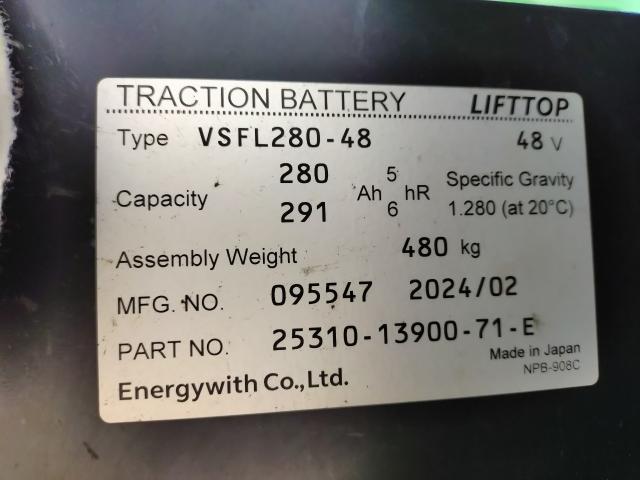 TRACTION BATTERY LIFTTOP
Type VSFL280-48 48 V
Capacity 280 Ah 5 hR Specific Gravity
291 6 1.280 (at 20°C)
Assembly Weight 480 kg
MFG. NO. 095547 2024/02
PART NO. 25310-13900-71-E
Made in Japan
Energywith Co.,Ltd. NPB-908C